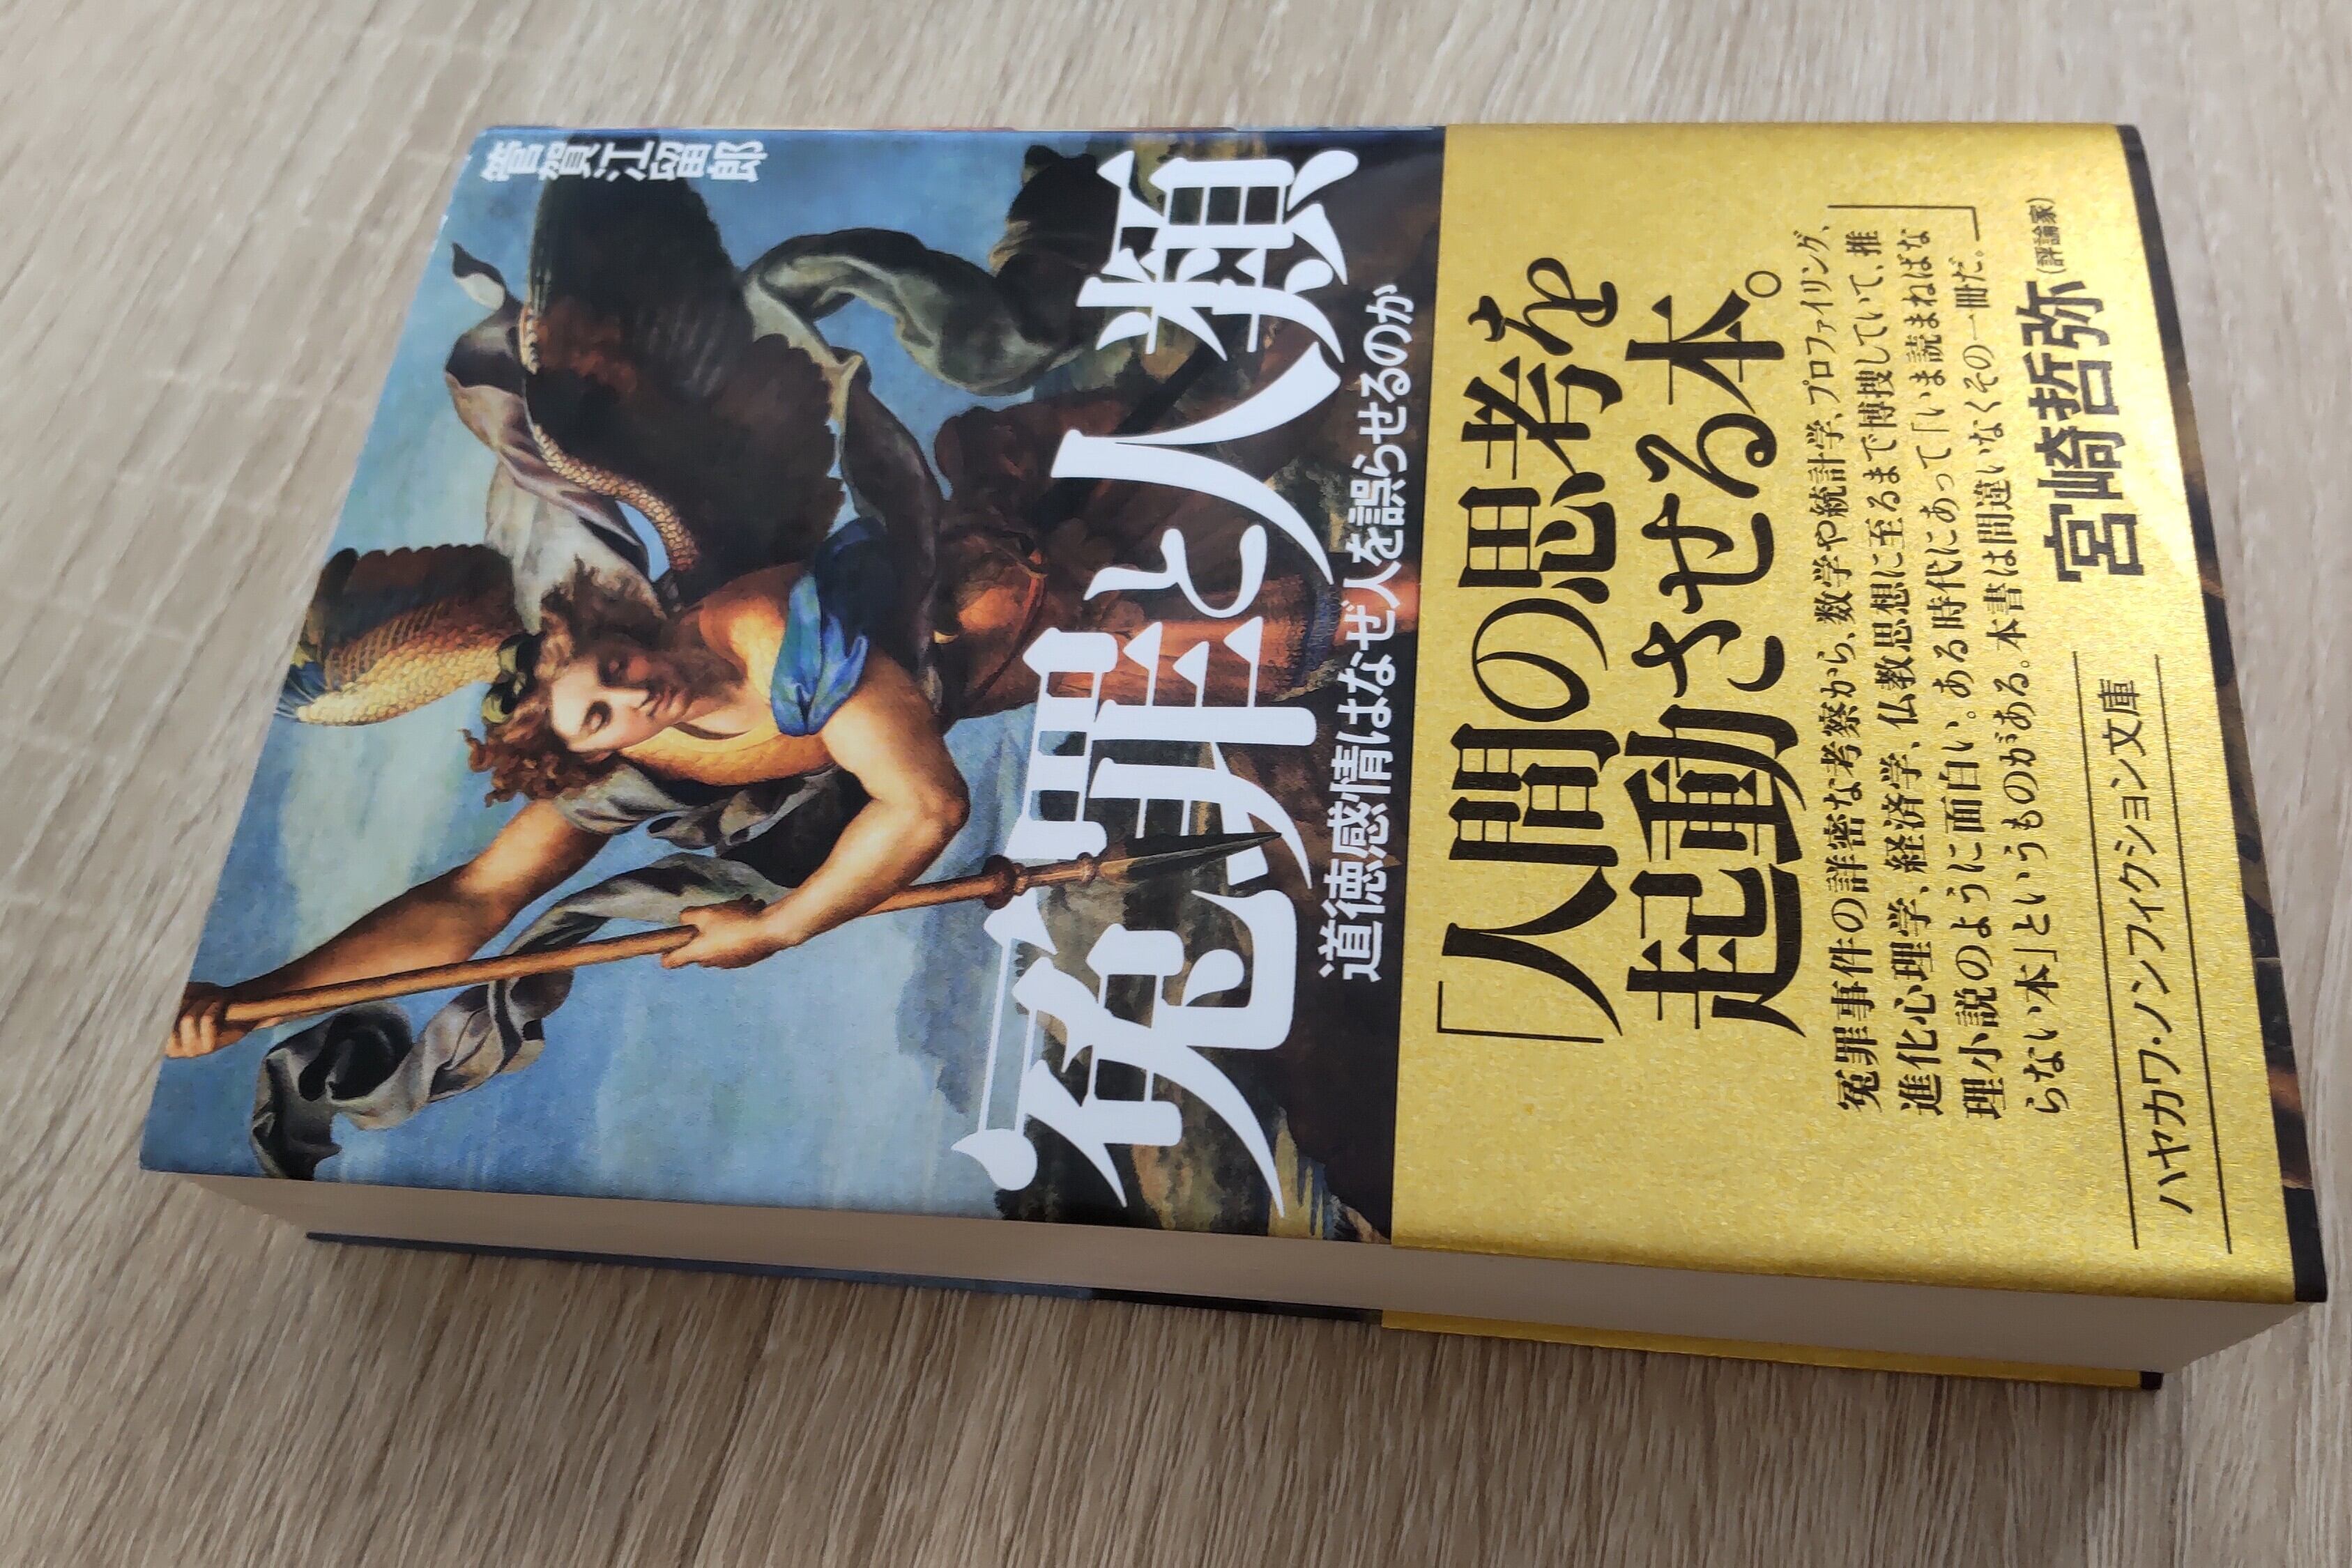 管賀江留郎
冤罪と人類
道徳感情はなぜ人を誤らせるのか
「人間の思考を
起動させる本。
冤罪事件の詳密な考察から、数学や統計学、プロファイリング、
進化心理学、経済学、仏教思想に至るまで博捜していて、推
理小説のように面白い。ある時代にあって「いま読まねばな
らない本」というものがある。本書は間違いなくその一冊だ。」
宮崎哲弥(評論家)
ハヤカワ・ノンフィクション文庫